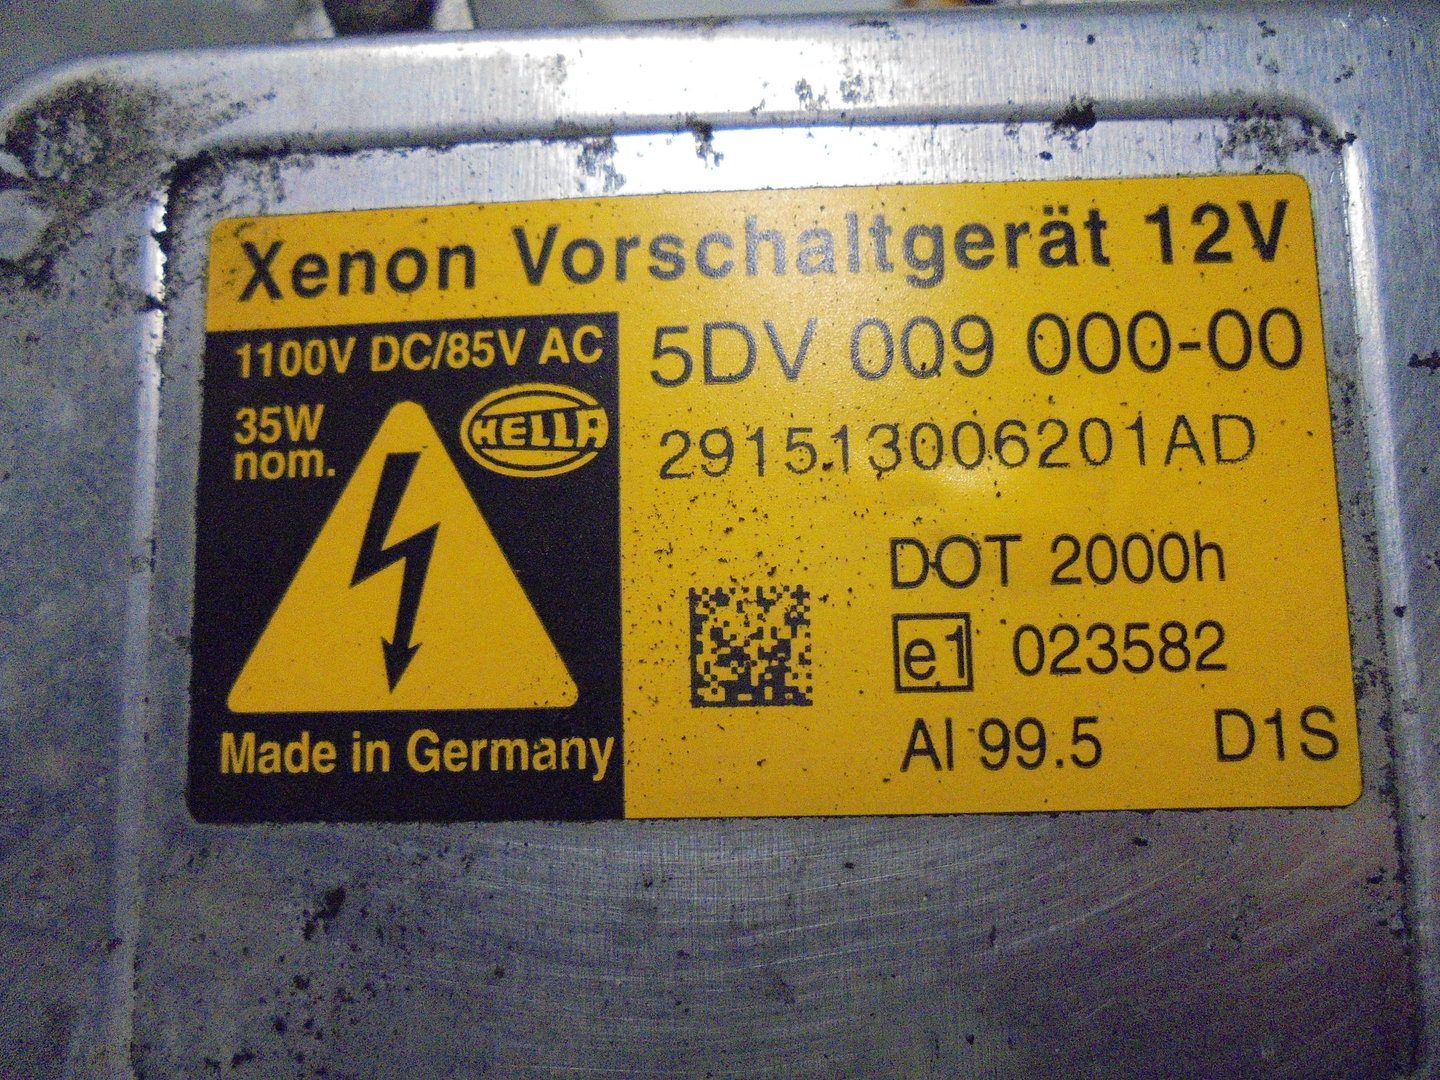 Xenon Vorschaltgerät 12V
1100V DC/85V AC
35W
nom.
HELLA
Made in Germany
5DV 009 000-00
291513006201AD
DOT 2000h
e1 023582
Al 99.5 D1S